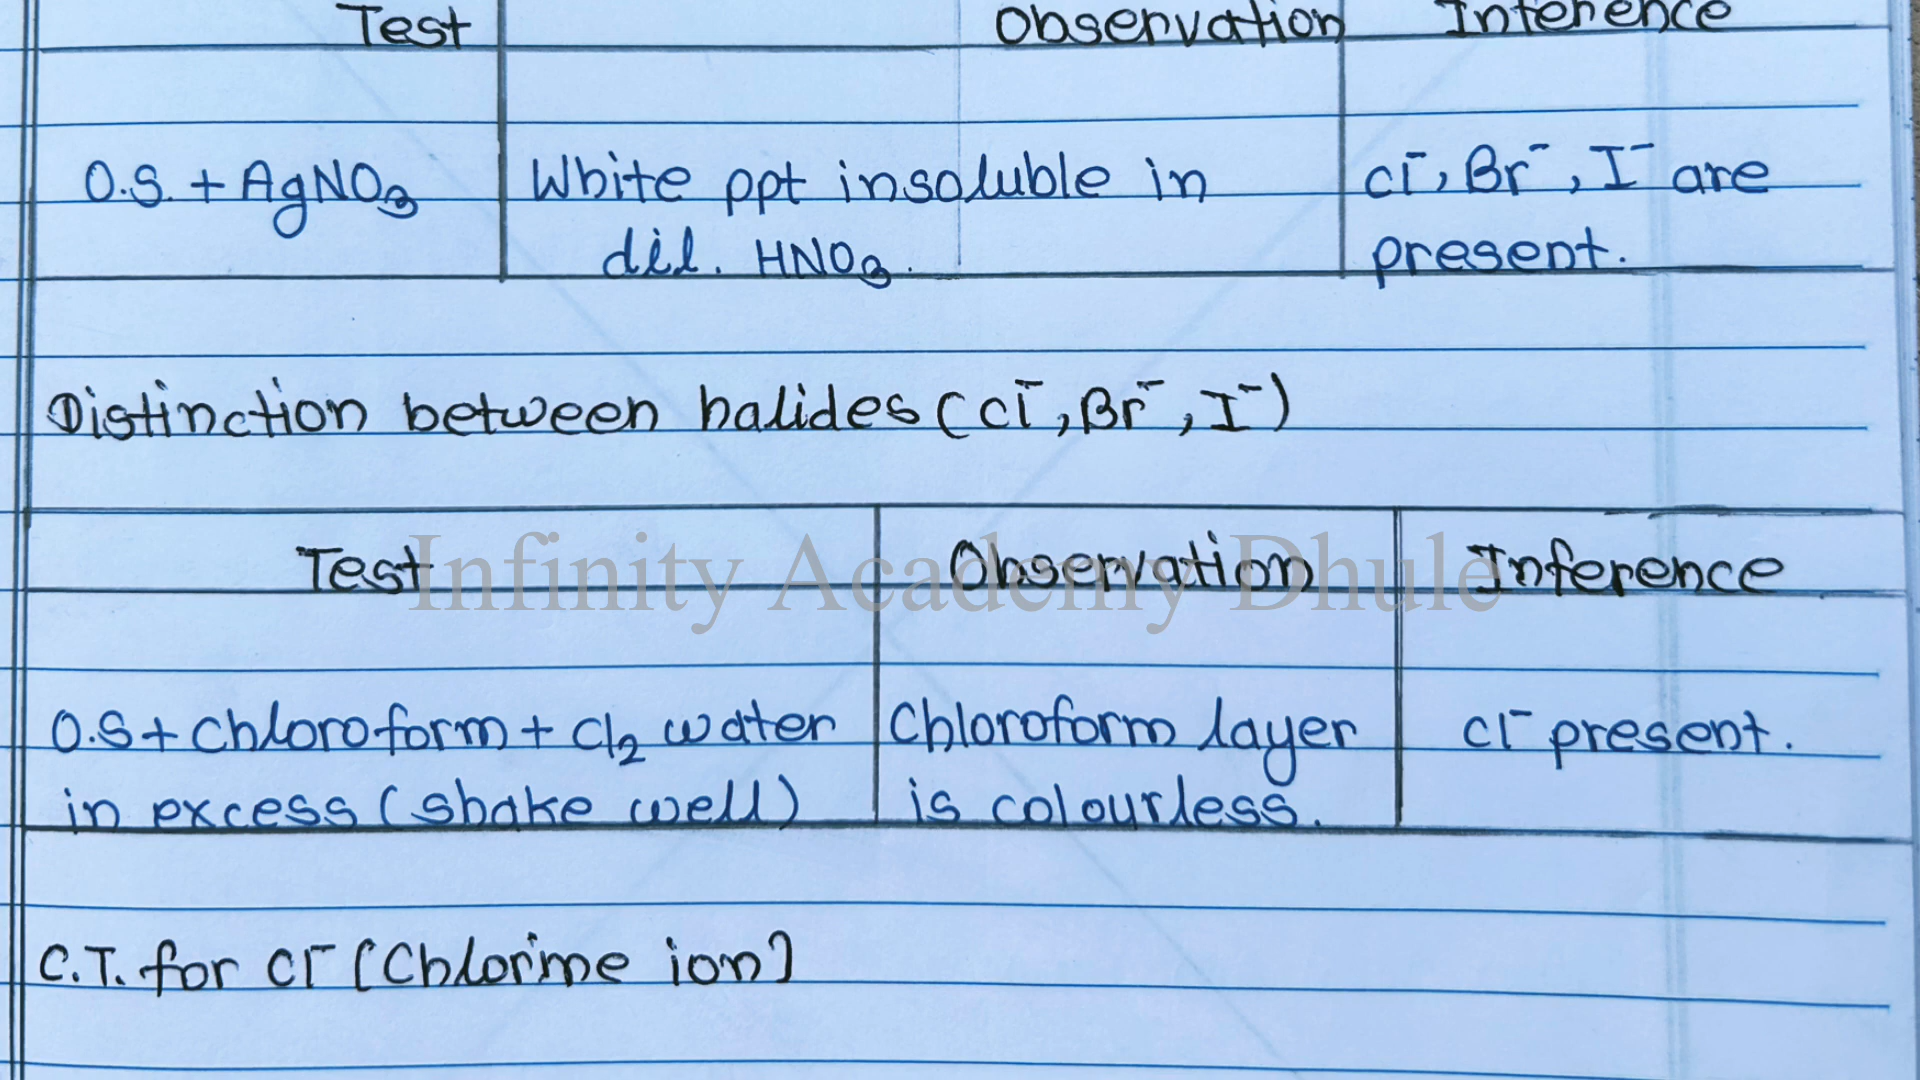 Test Observation Inference
O.S. + AgNO3 White ppt insoluble in Cl⁻, Br⁻, I⁻ are
dil. HNO3. present.
Distinction between halides (Cl⁻, Br⁻, I⁻)
Test Observation Inference
O.S + Chloroform + Cl2 water Chloroform layer Cl⁻ present.
in excess (shake well) is colourless.
C.T. for Cl⁻ [Chlorine ion]
Infinity Academy Dhule